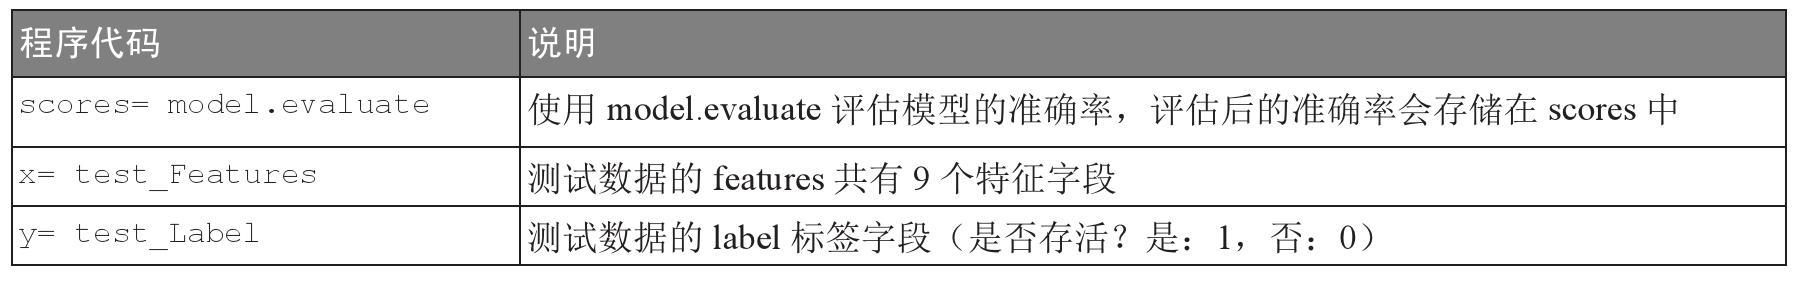 程序代码 说明
scores= model.evaluate 使用 model.evaluate 评估模型的准确率，评估后的准确率会存储在 scores 中
x= test_Features 测试数据的 features 共有 9 个特征字段
y= test_Label 测试数据的 label 标签字段（是否存活？是：1，否：0）